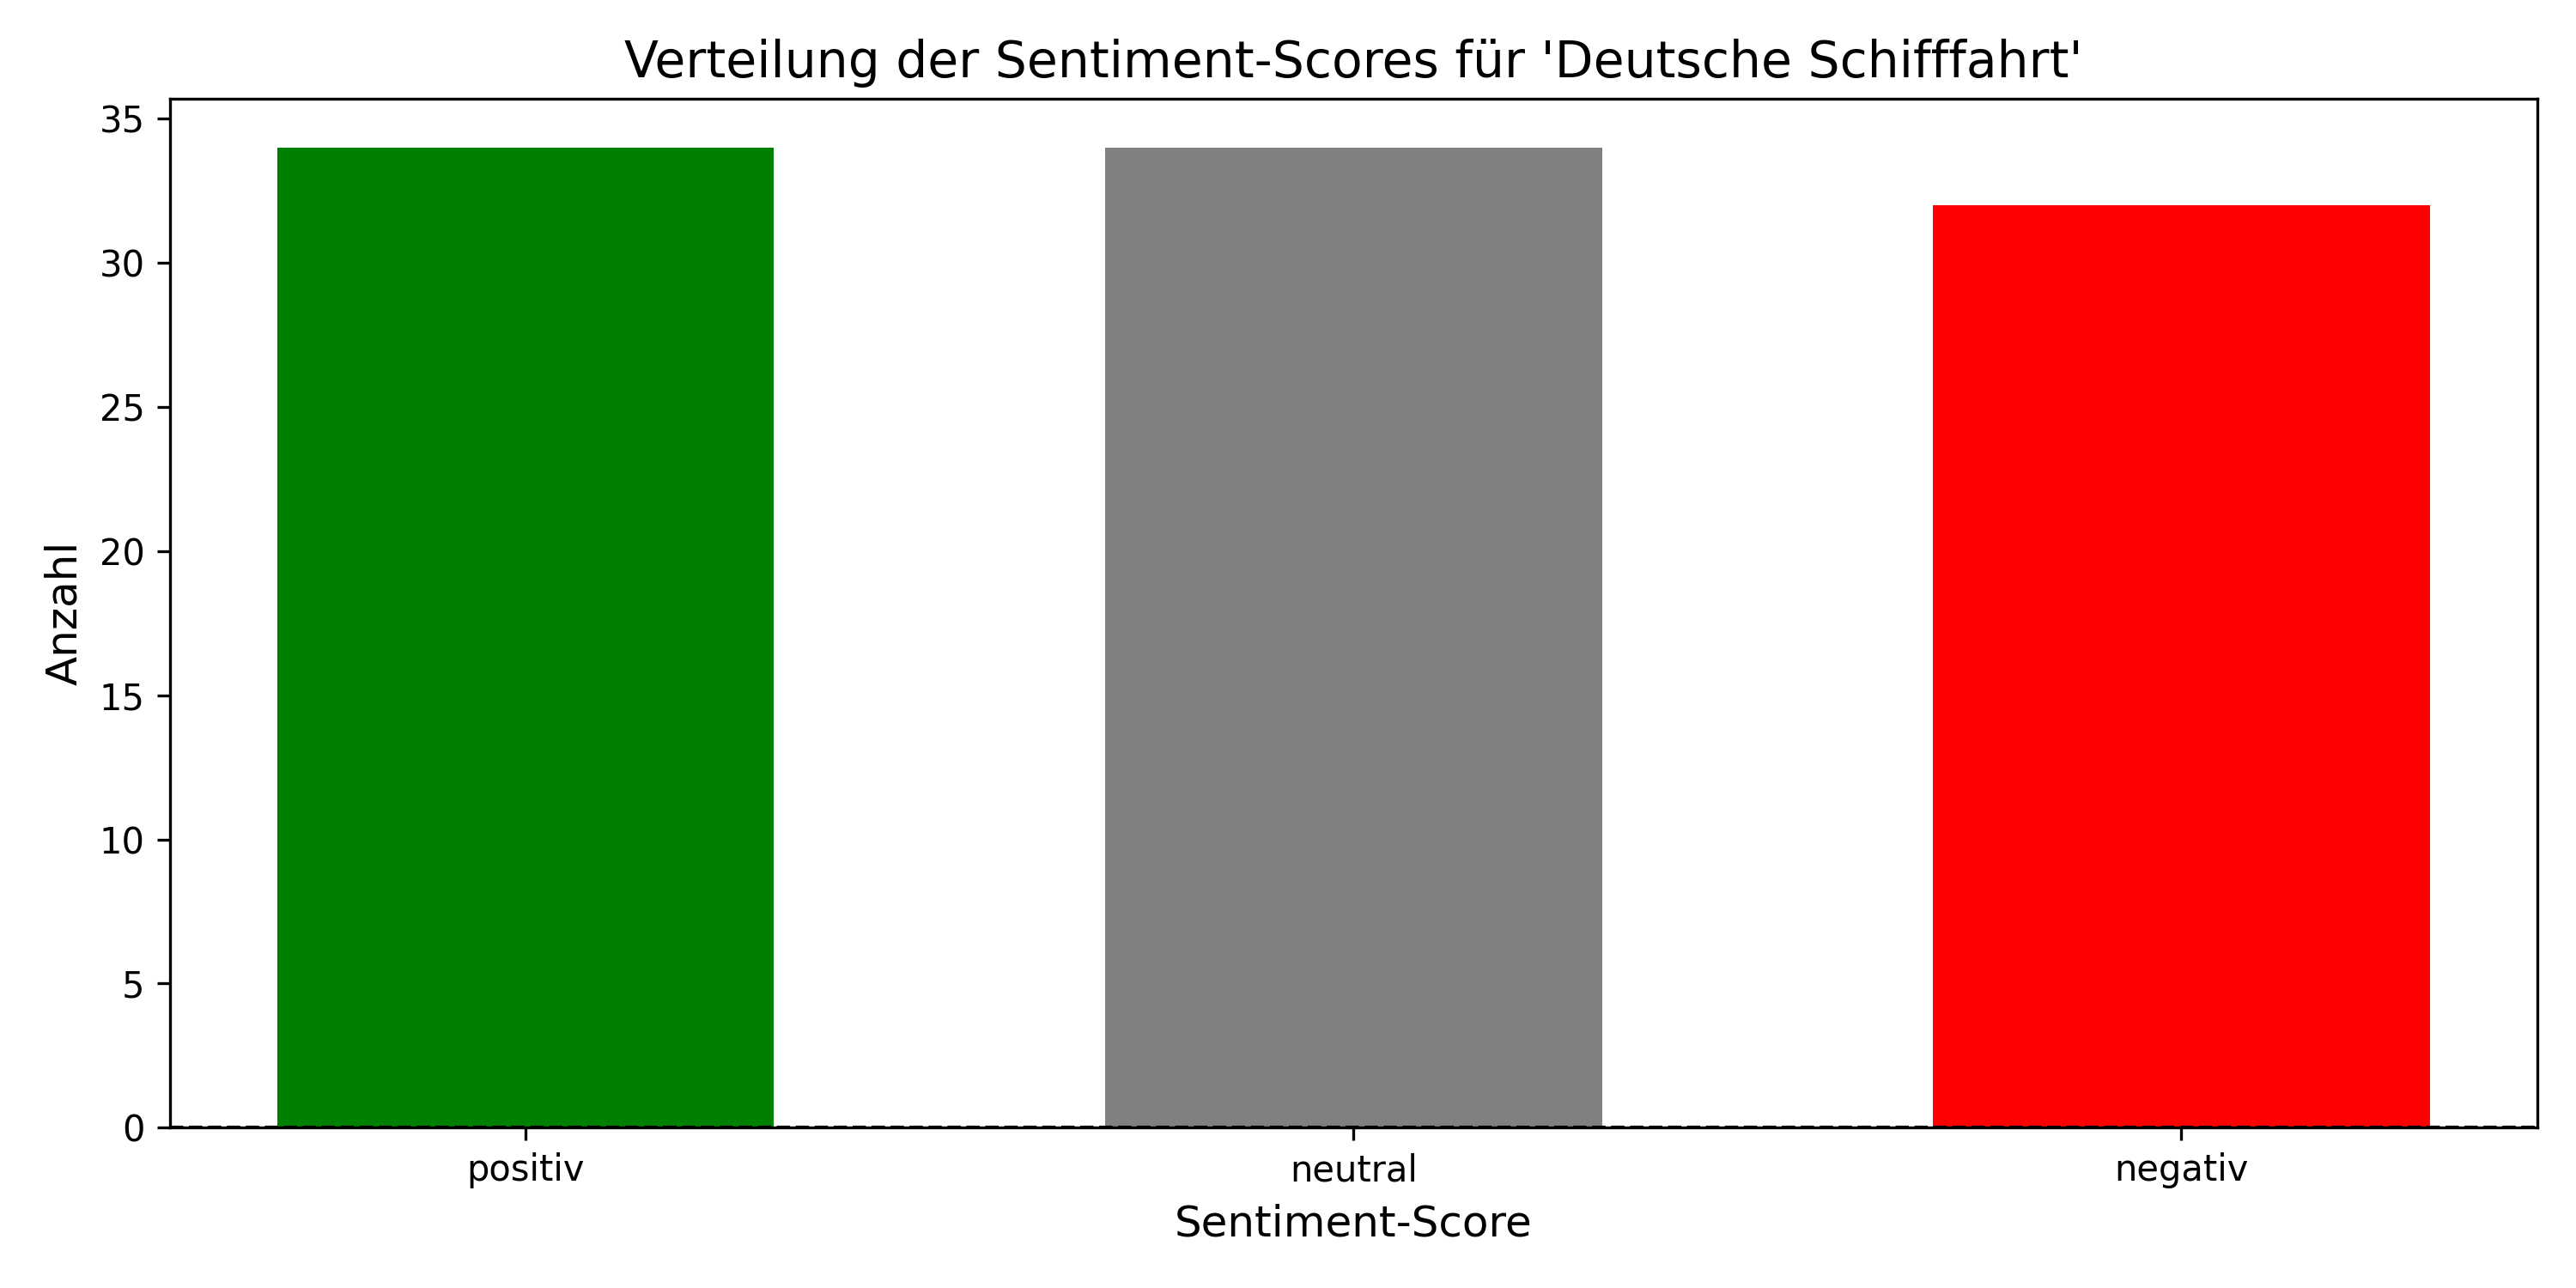 Verteilung der Sentiment-Scores für 'Deutsche Schifffahrt'
35
30
25
20
15
10
5
0
Anzahl
positiv neutral negativ
Sentiment-Score